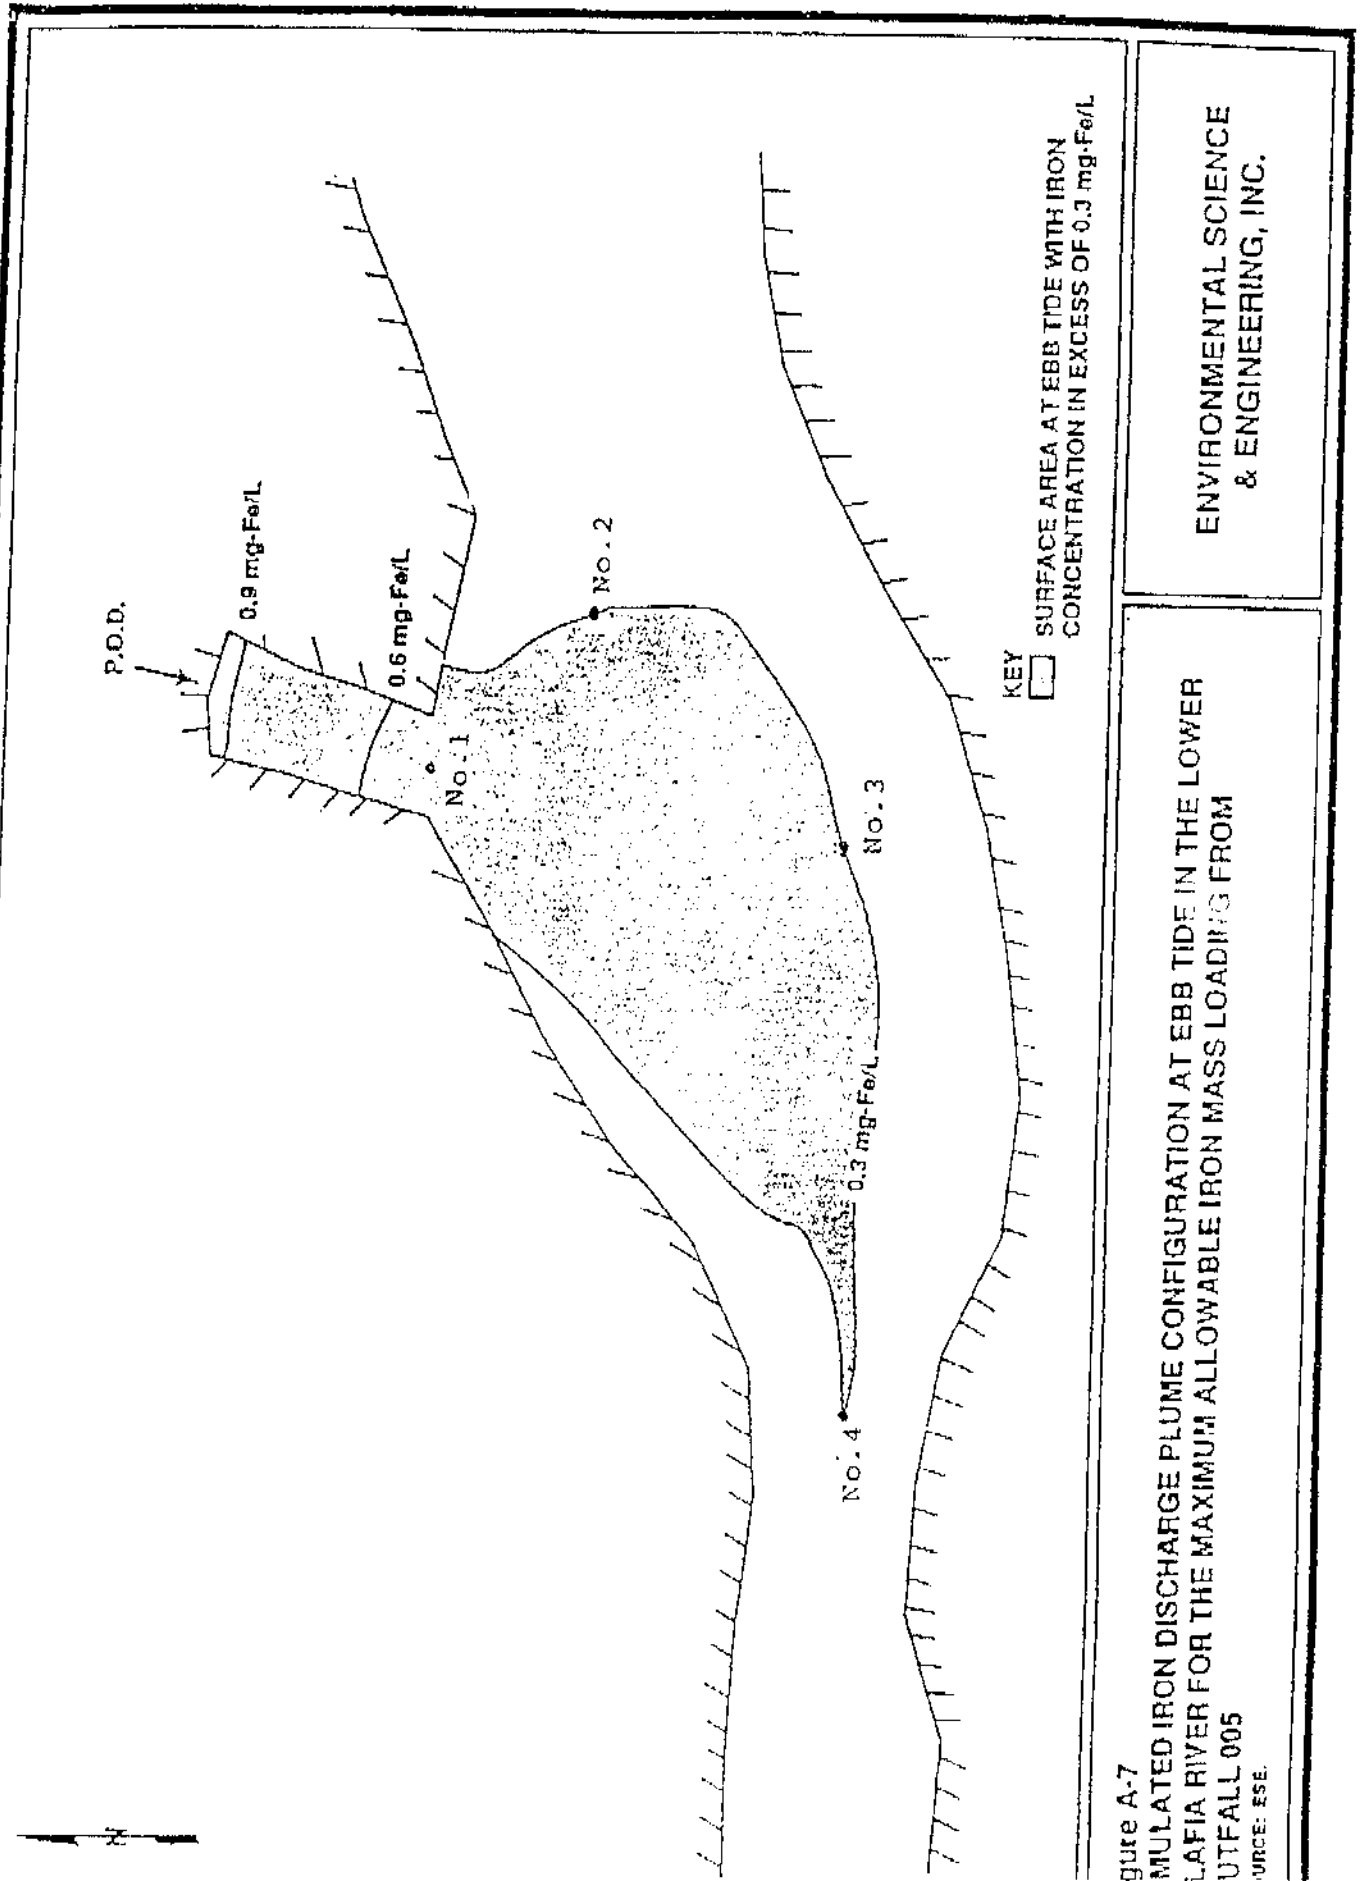 P.O.D.
0.9 mg-Fe/L
0.6 mg-Fe/L
No. 1
No. 2
No. 3
0.3 mg-Fe/L
No. 4
N
KEY
SURFACE AREA AT EBB TIDE WITH IRON
CONCENTRATION IN EXCESS OF 0.3 mg-Fe/L
gure A-7
MULATED IRON DISCHARGE PLUME CONFIGURATION AT EBB TIDE IN THE LOWER
LAFIA RIVER FOR THE MAXIMUM ALLOWABLE IRON MASS LOADING FROM
UTFALL 005
URCE: ESE.
ENVIRONMENTAL SCIENCE
& ENGINEERING, INC.